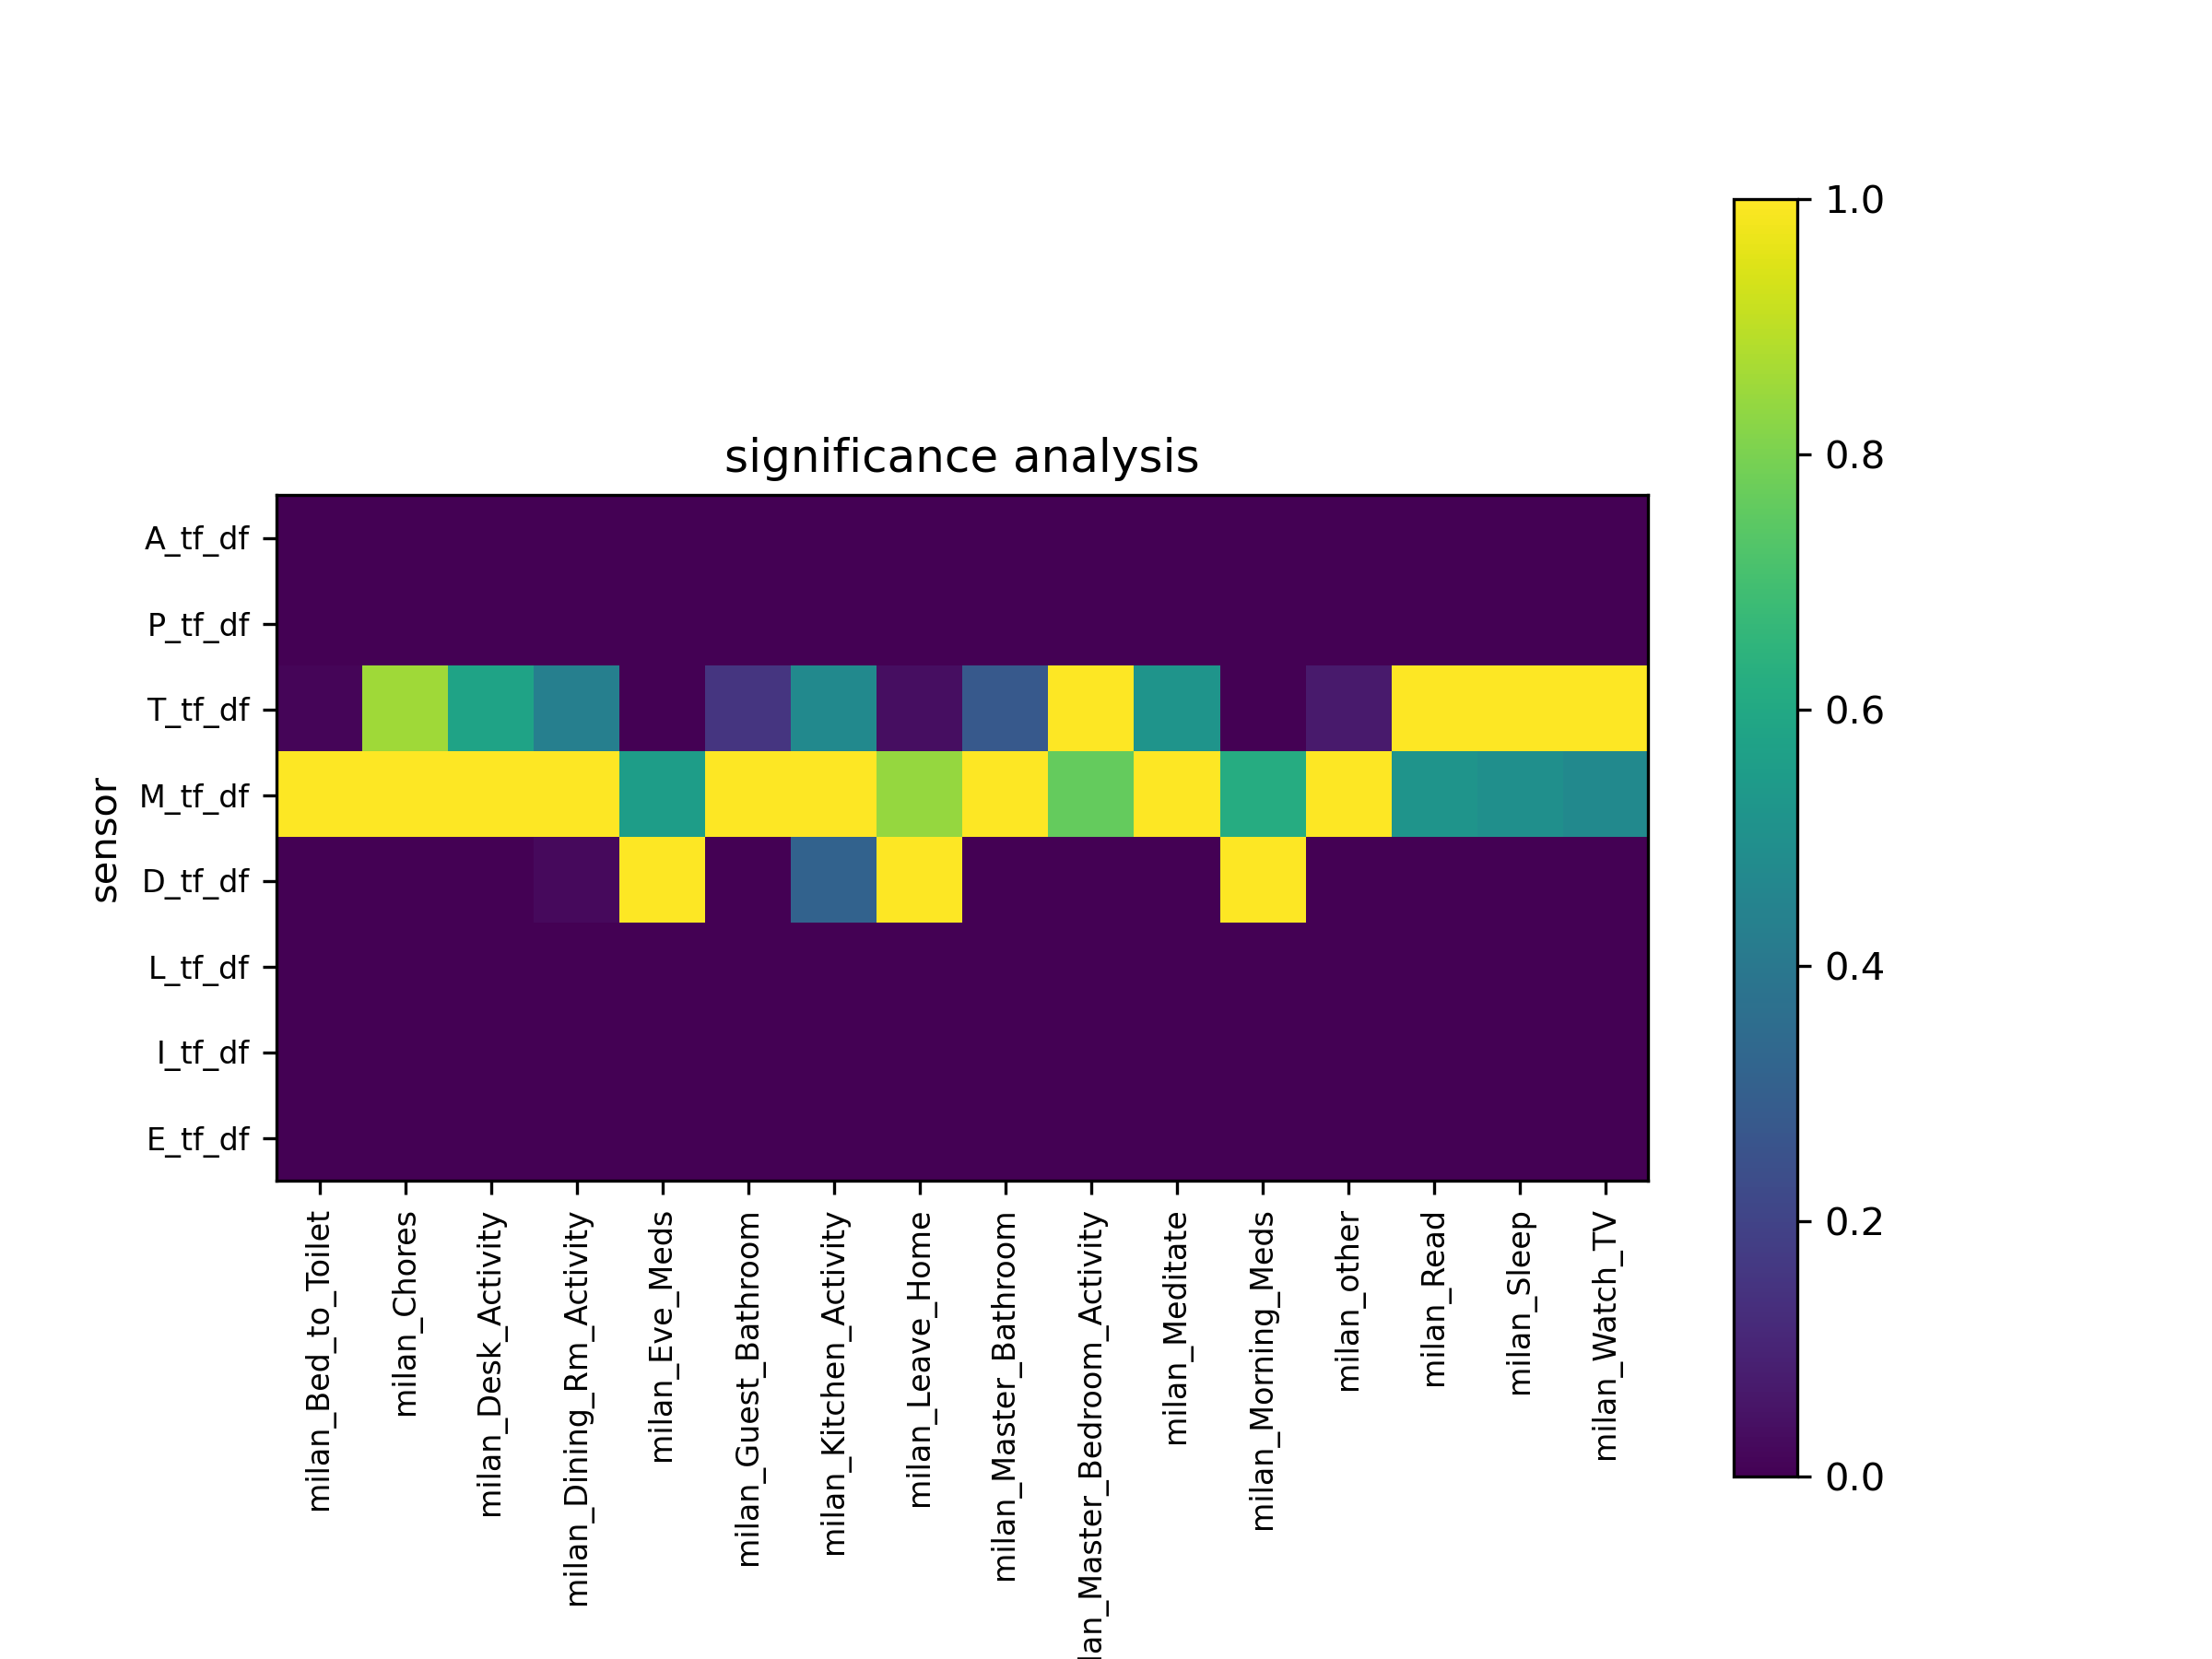 significance analysis
sensor
A_tf_df
P_tf_df
T_tf_df
M_tf_df
D_tf_df
L_tf_df
I_tf_df
E_tf_df
milan_Bed_to_Toilet
milan_Chores
milan_Desk_Activity
milan_Dining_Rm_Activity
milan_Eve_Meds
milan_Guest_Bathroom
milan_Kitchen_Activity
milan_Leave_Home
milan_Master_Bathroom
lan_Master_Bedroom_Activity
milan_Meditate
milan_Morning_Meds
milan_other
milan_Read
milan_Sleep
milan_Watch_TV
1.0
0.8
0.6
0.4
0.2
0.0